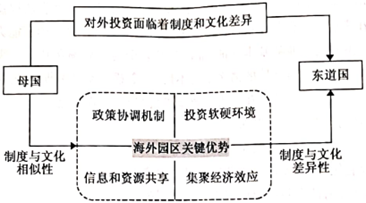 对外投资面临着制度和文化差异
母国
东道国
政策协调机制
投资软硬环境
海外园区关键优势
制度与文化
相似性
制度与文化
差异性
信息和资源共享
集聚经济效应